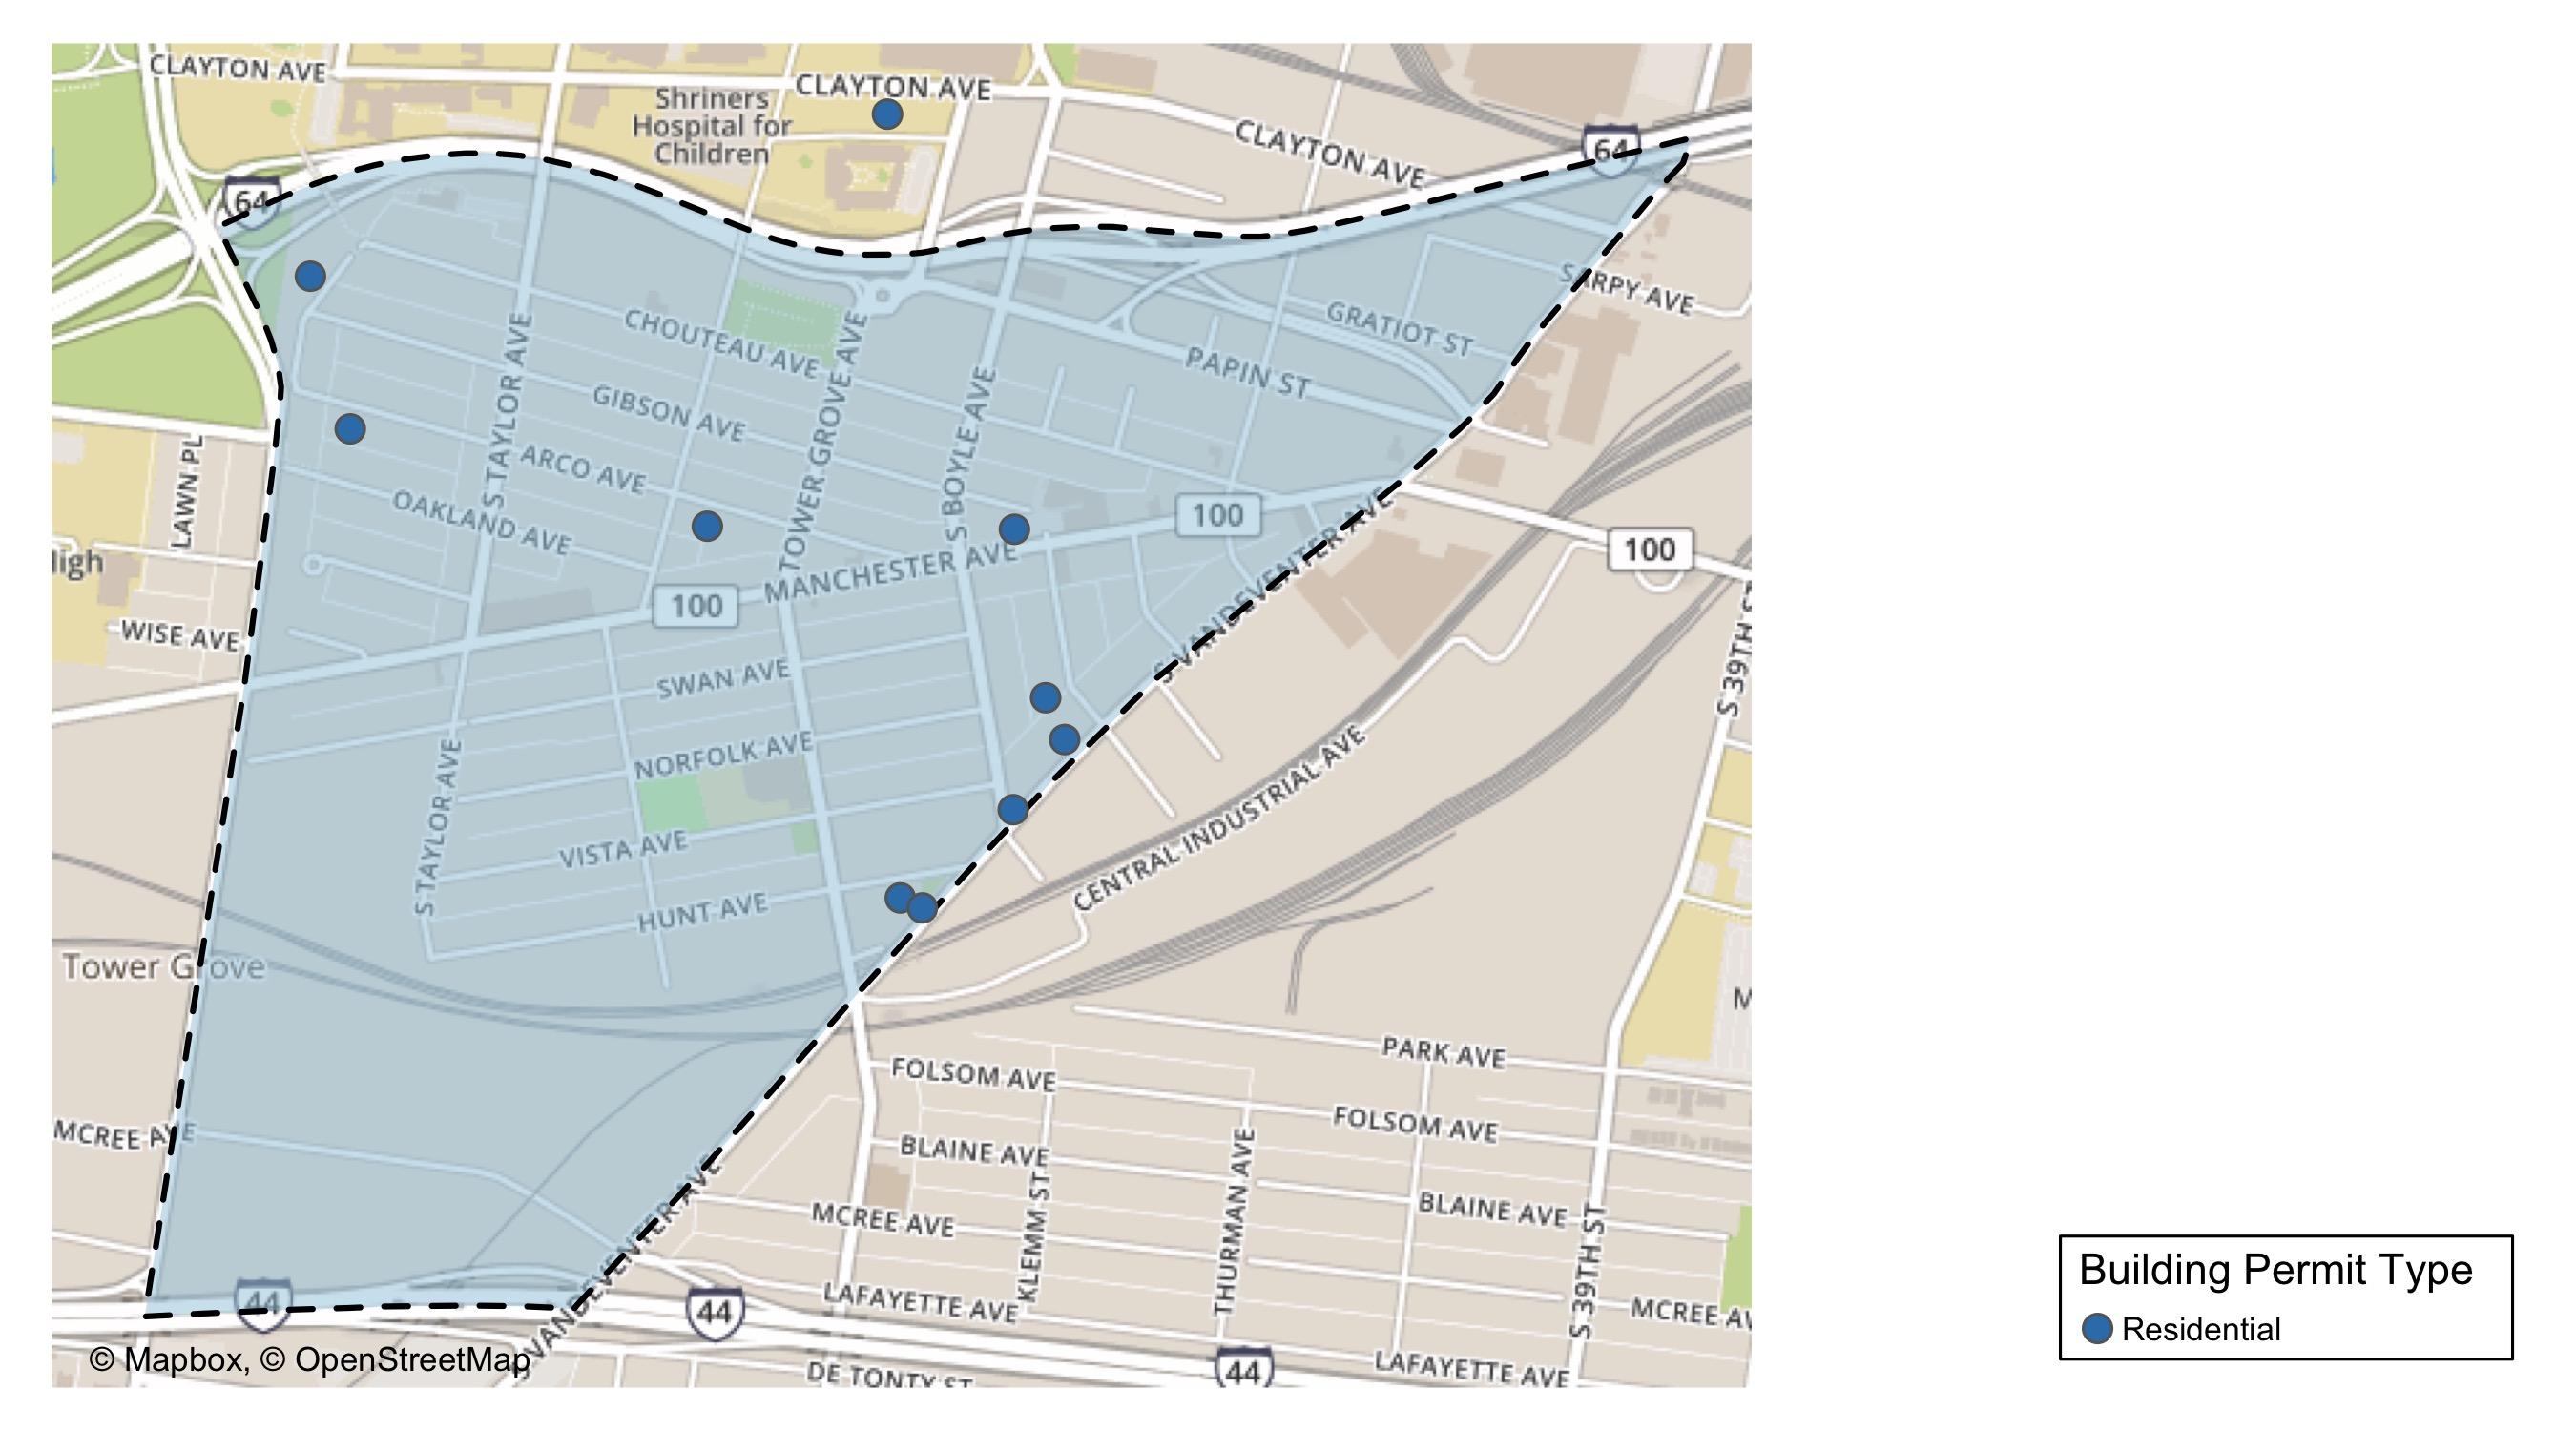 CLAYTON AVE
CLAYTON AVE
Shriners
Hospital for
Children
CLAYTON AVE
64
64
SARPY AVE
GRATIOT ST
CHOUTEAU AVE
PAPIN ST
GIBSON AVE
S TAYLOR AVE
TOWER GROVE AVE
S BOYLE AVE
LAWN PL
ARCO AVE
OAKLAND AVE
100
100
MANCHESTER AVE
S VANDEVENTER AVE
100
WISE AVE
SWAN AVE
S 39TH ST
NORFOLK AVE
S TAYLOR AVE
CENTRAL INDUSTRIAL AVE
VISTA AVE
HUNT AVE
Tower Grove
M
PARK AVE
FOLSOM AVE
FOLSOM AVE
MCREE AVE
BLAINE AVE
KLEMM ST
THURMAN AVE
BLAINE AVE
MCREE AVE
S 39TH ST
S VANDEVENTER AVE
44
44
LAFAYETTE AVE
MCREE AV
S VANDEVENTER AVE
44
LAFAYETTE AVE
DE TONTY ST
© Mapbox, © OpenStreetMap
Building Permit Type
Residential